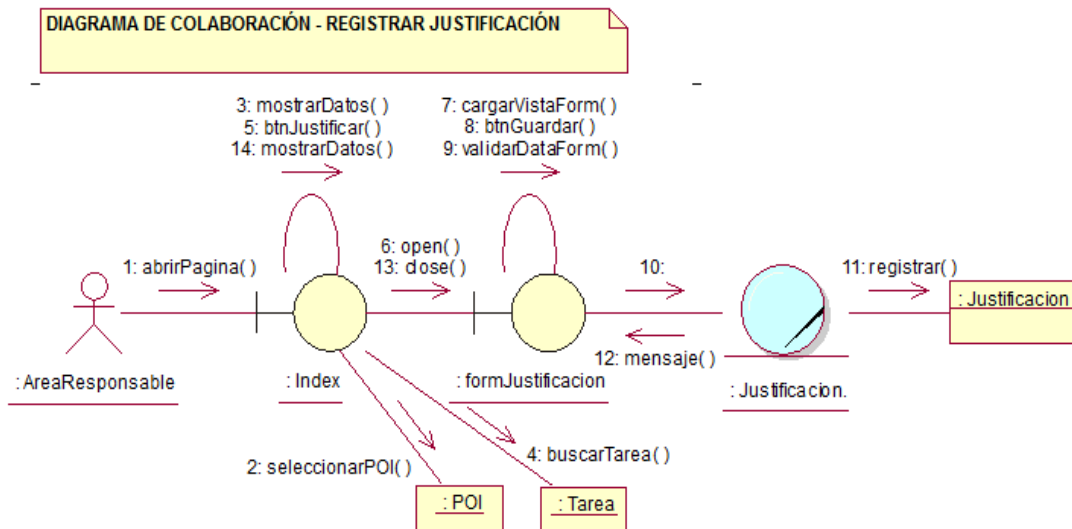 DIAGRAMA DE COLABORACIÓN - REGISTRAR JUSTIFICACIÓN
3: mostrarDatos( )
5: btnJustificar( )
14: mostrarDatos( )
7: cargarVistaForm( )
8: btnGuardar( )
9: validarDataForm( )
1: abrirPagina( )
6: open( )
13: close( )
10:
11: registrar( )
: Justificacion
12: mensaje( )
: AreaResponsable
: Index
: formJustificacion
: Justificacion.
2: seleccionarPOI( )
4: buscarTarea( )
: POI
: Tarea